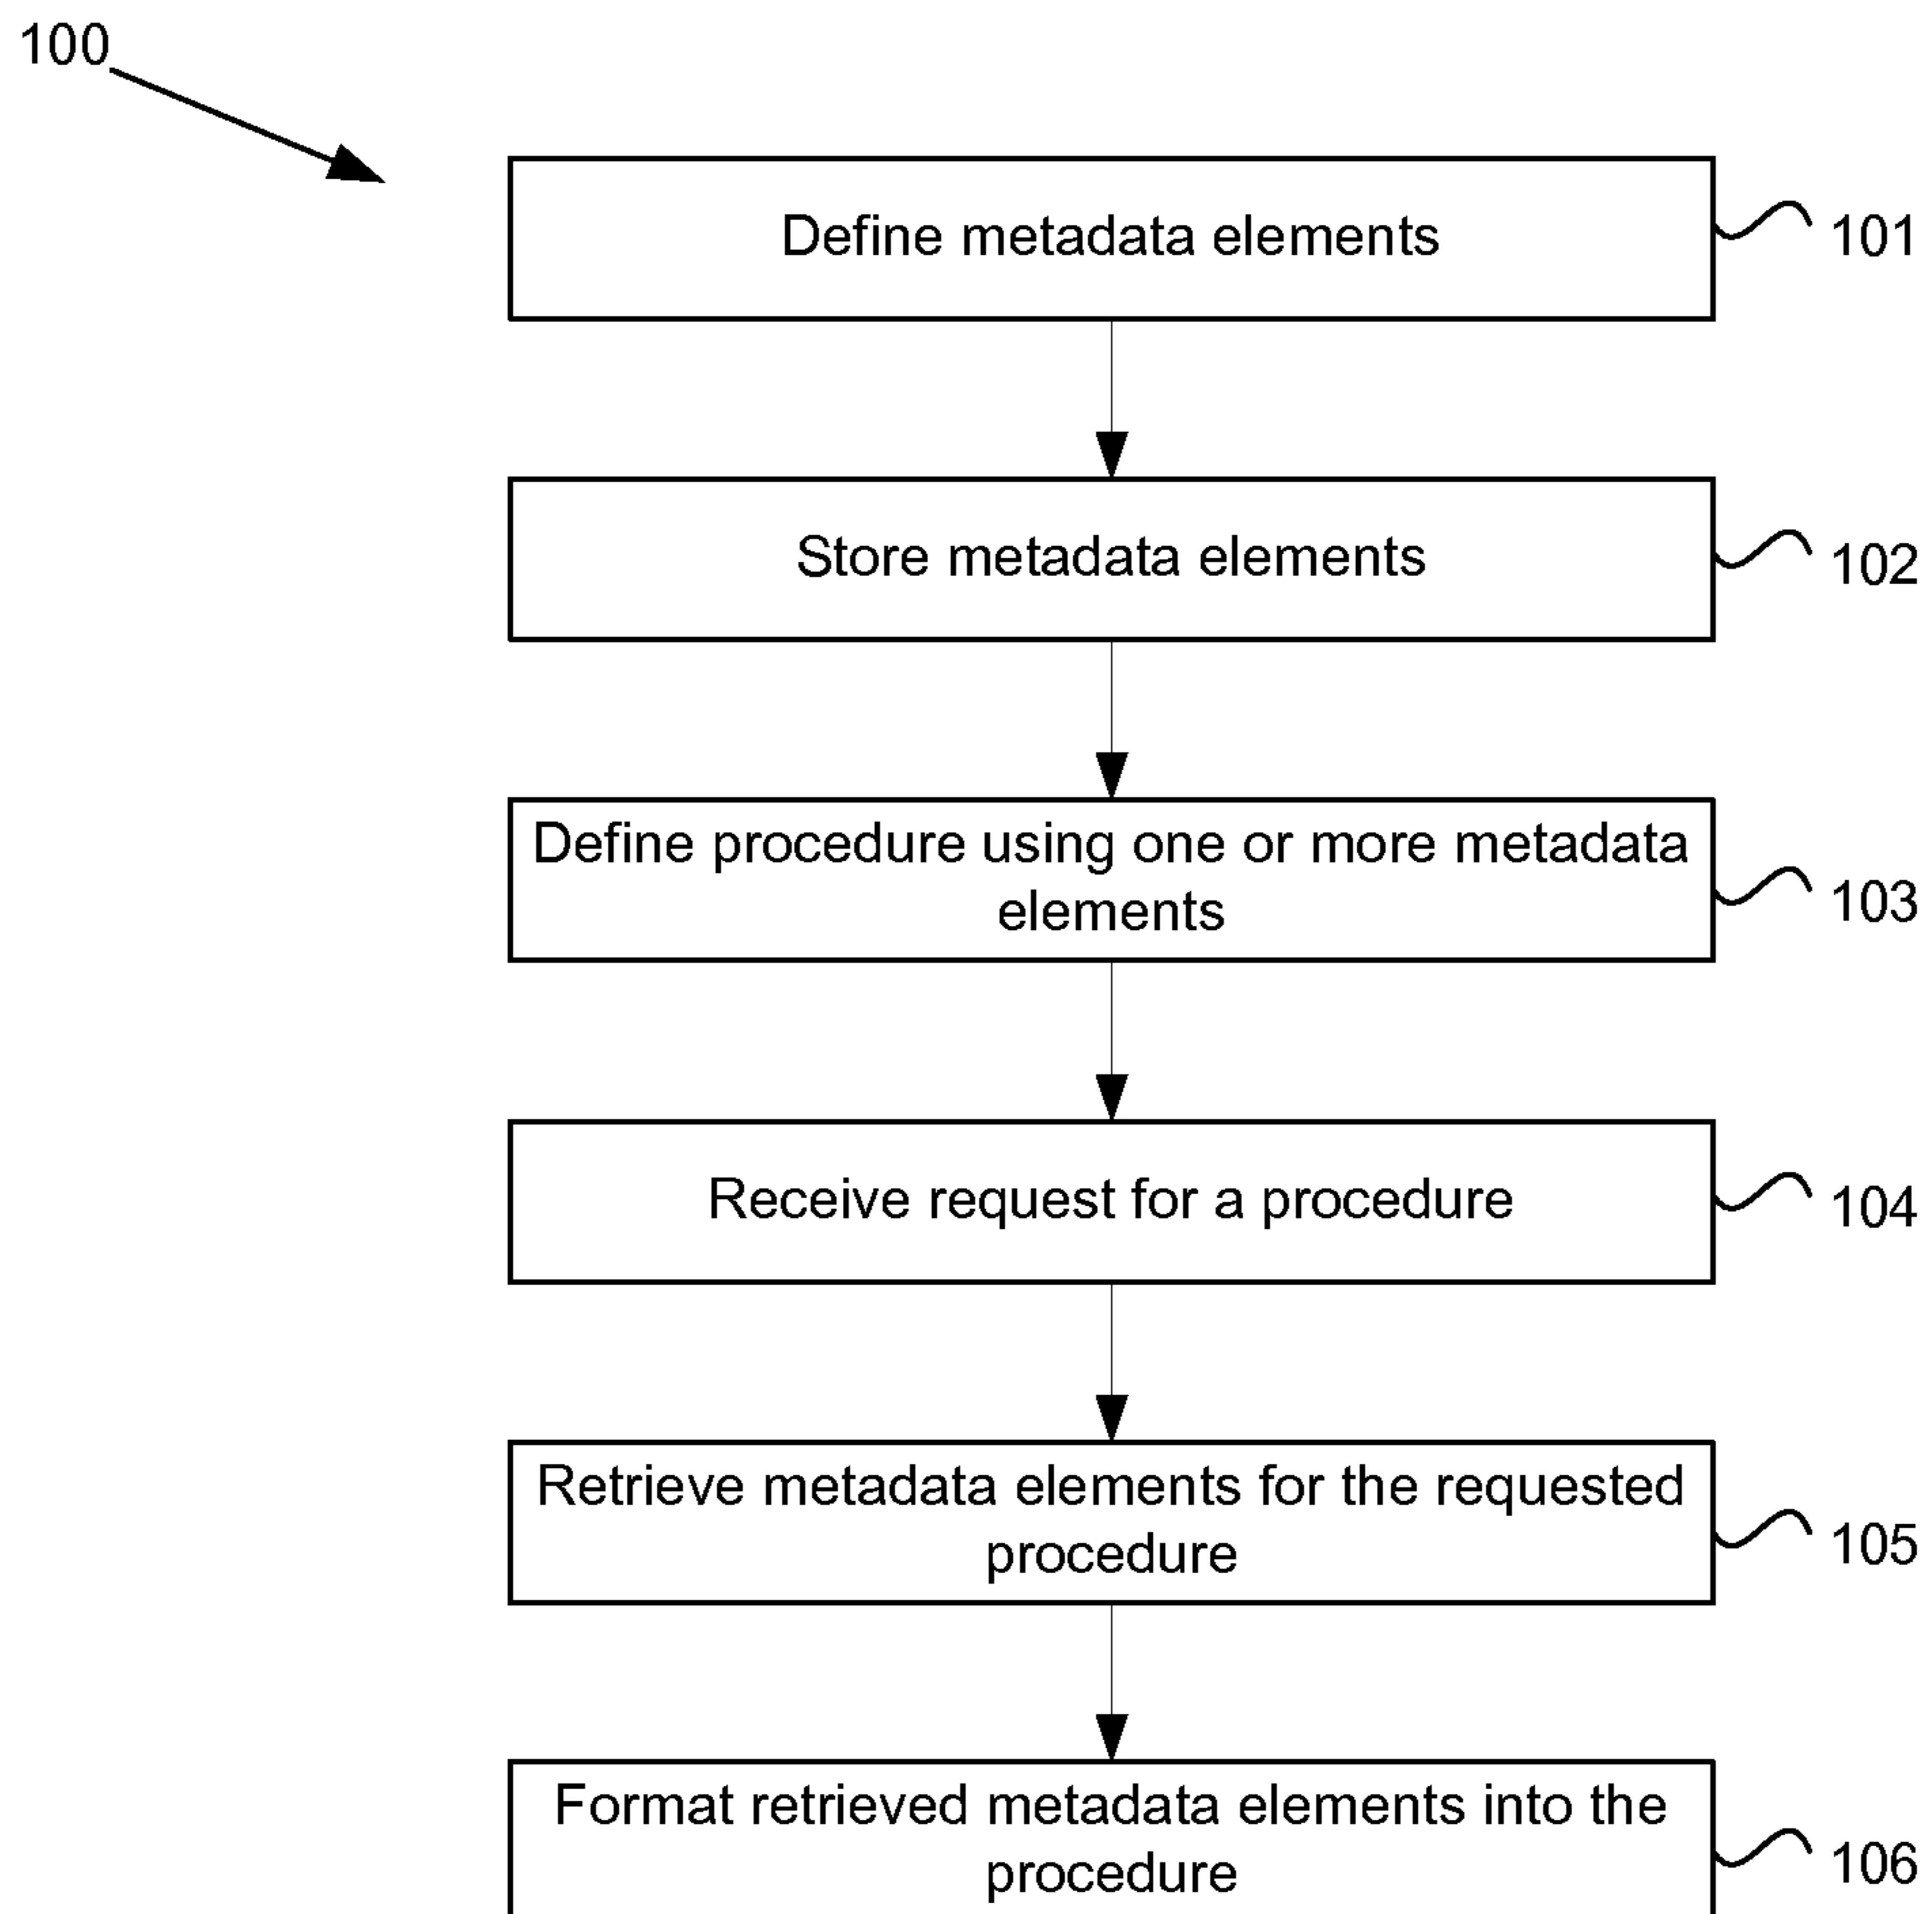 100
Define metadata elements
101
Store metadata elements
102
Define procedure using one or more metadata
elements
103
Receive request for a procedure
104
Retrieve metadata elements for the requested
procedure
105
Format retrieved metadata elements into the
procedure
106